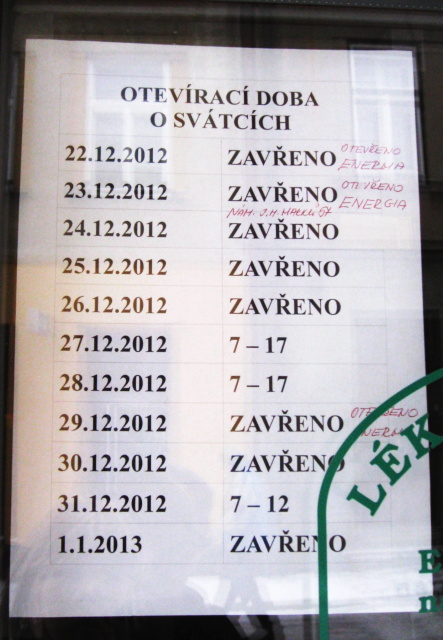 OTEVÍRACÍ DOBA
O SVÁTCÍCH
22.12.2012 ZAVŘENO OTEVŘENO ENERGIA
23.12.2012 ZAVŘENO OTEVŘENO ENERGIA
NÁM. J.H.
24.12.2012 ZAVŘENO
25.12.2012 ZAVŘENO
26.12.2012 ZAVŘENO
27.12.2012 7 – 17
28.12.2012 7 – 17
29.12.2012 ZAVŘENO OTEVŘENO
30.12.2012 ZAVŘENO
31.12.2012 7 – 12
1.1.2013 ZAVŘENO
LÉK